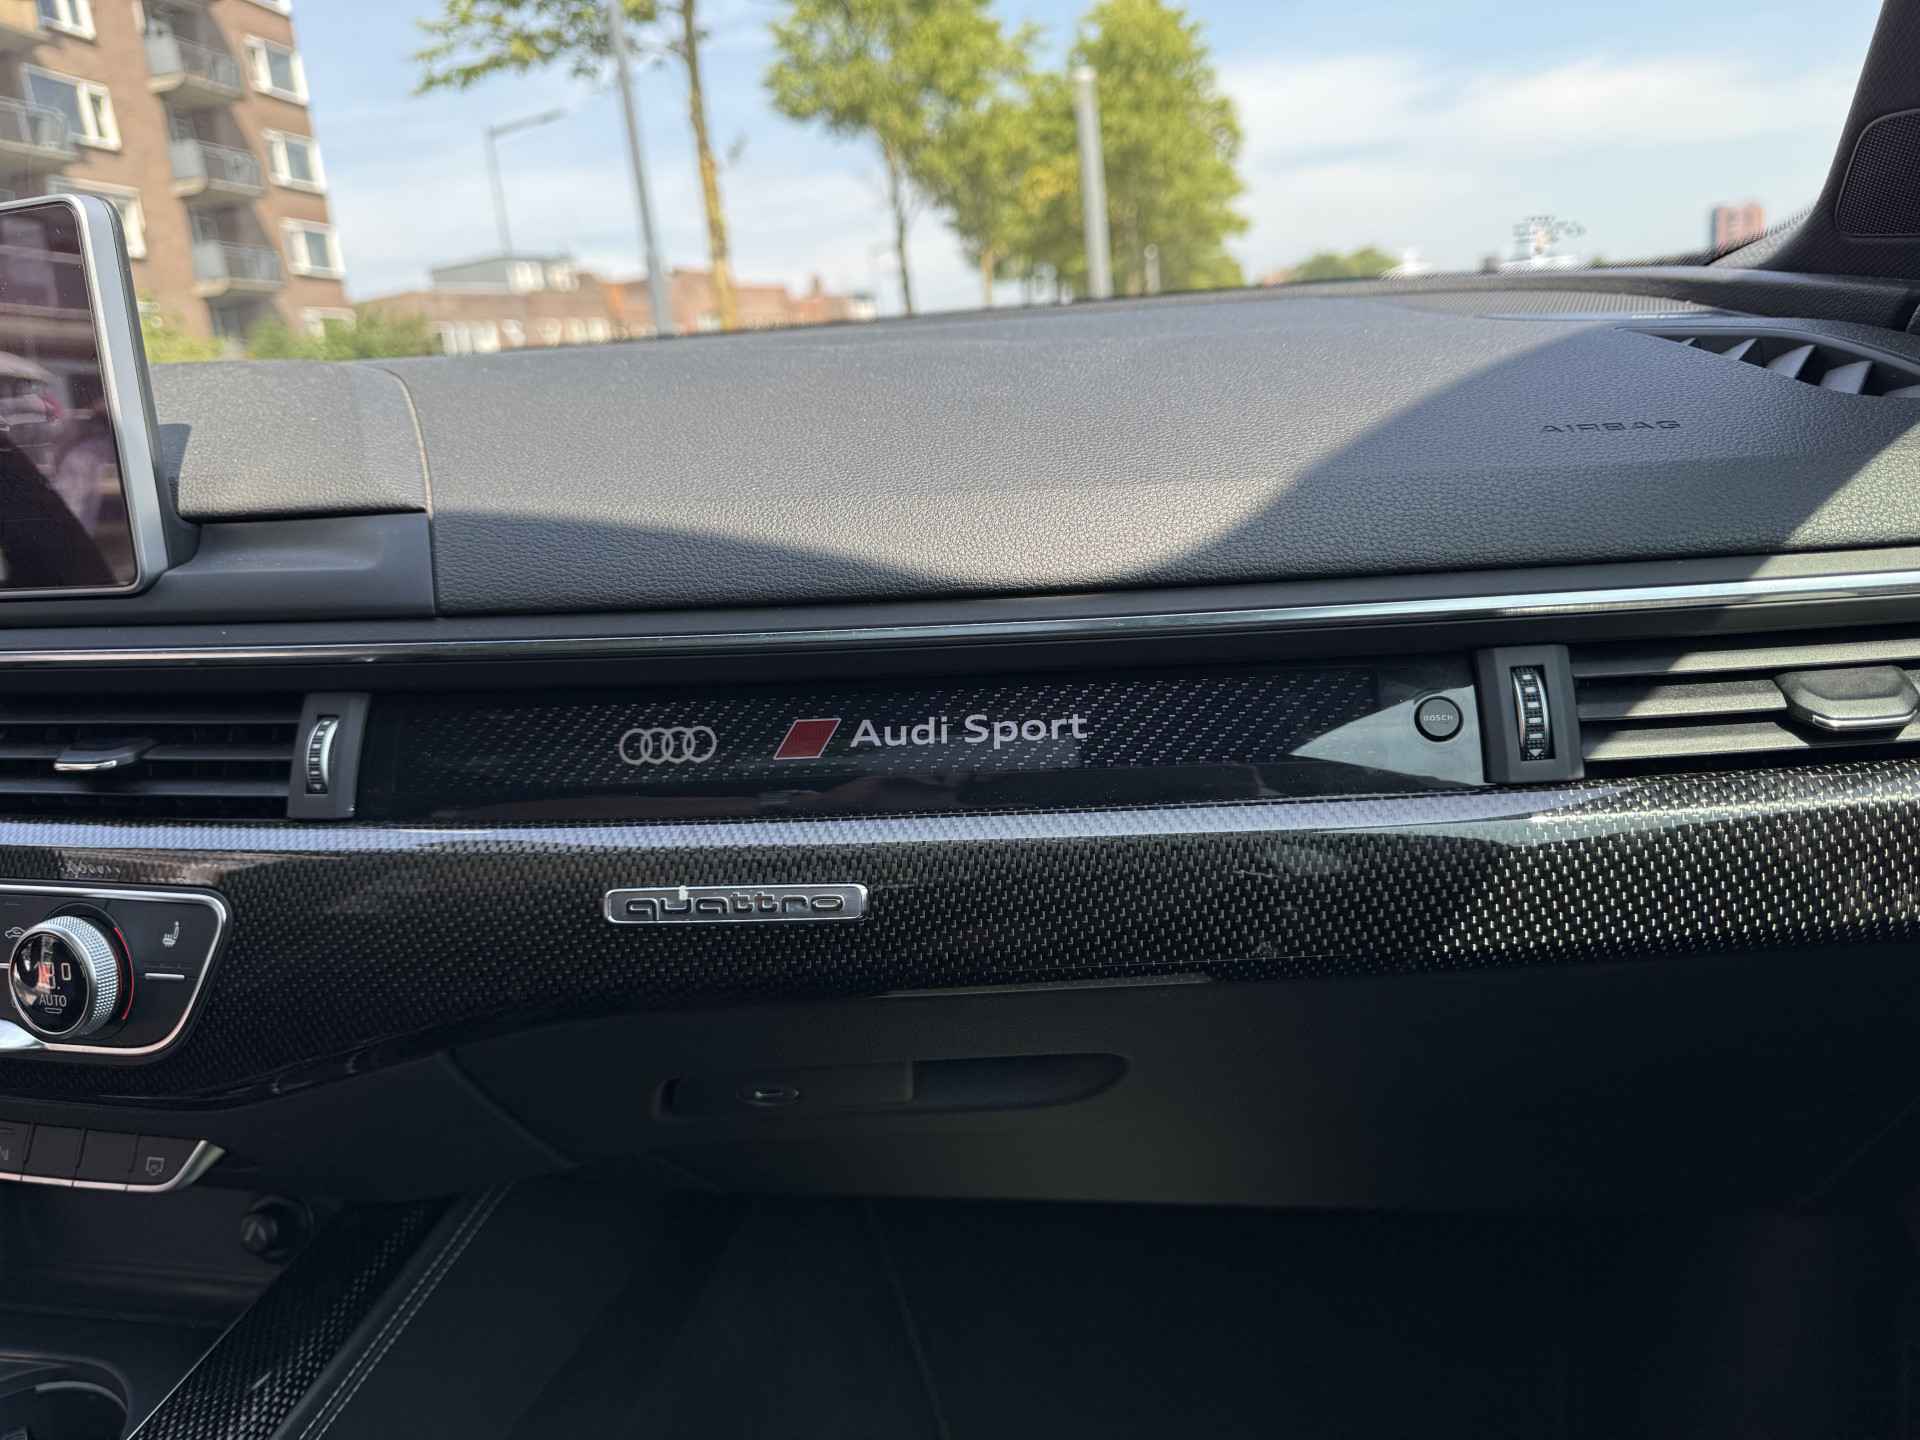 AIRBAG
Audi Sport
BOSCH
quattro
AUTO